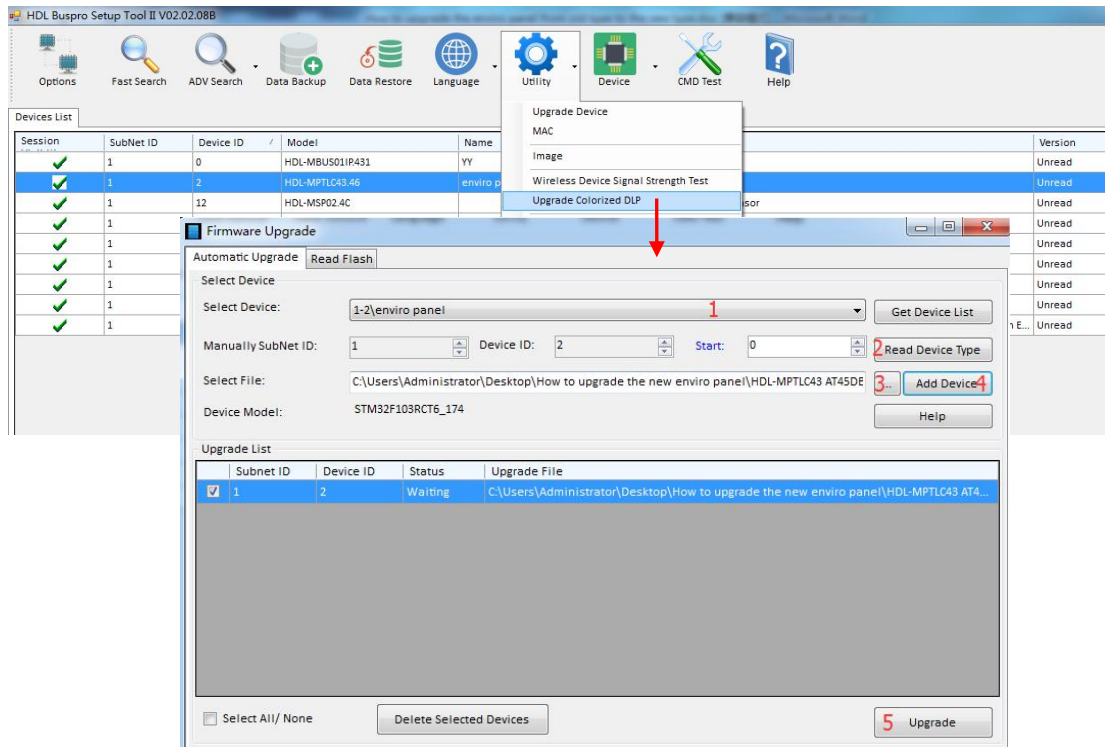 HDL Buspro Setup Tool II V02.02.08B
Options
Fast Search
ADV Search
Data Backup
Data Restore
Language
Utility
Device
CMD Test
Help
Upgrade Device
MAC
Image
Wireless Device Signal Strength Test
Upgrade Colorized DLP
Devices List
Session SubNet ID Device ID Model Name Version
1 0 HDL-MBUS01IP.431 YY Unread
1 2 HDL-MPTLC43.46 enviro p Unread
1 12 HDL-MSP02.4C sor Unread
1 Unread
1 Unread
1 Unread
1 Unread
1 Unread
1 n E... Unread
Firmware Upgrade
Automatic Upgrade Read Flash
Select Device
Select Device: 1-2\enviro panel 1 Get Device List
Manually SubNet ID: 1 Device ID: 2 Start: 0 2 Read Device Type
Select File: C:\Users\Administrator\Desktop\How to upgrade the new enviro panel\HDL-MPTLC43 AT45DE 3.. Add Device 4
Device Model: STM32F103RCT6_174 Help
Upgrade List
Subnet ID Device ID Status Upgrade File
1 2 Waiting C:\Users\Administrator\Desktop\How to upgrade the new enviro panel\HDL-MPTLC43 AT4...
Select All/ None Delete Selected Devices 5 Upgrade